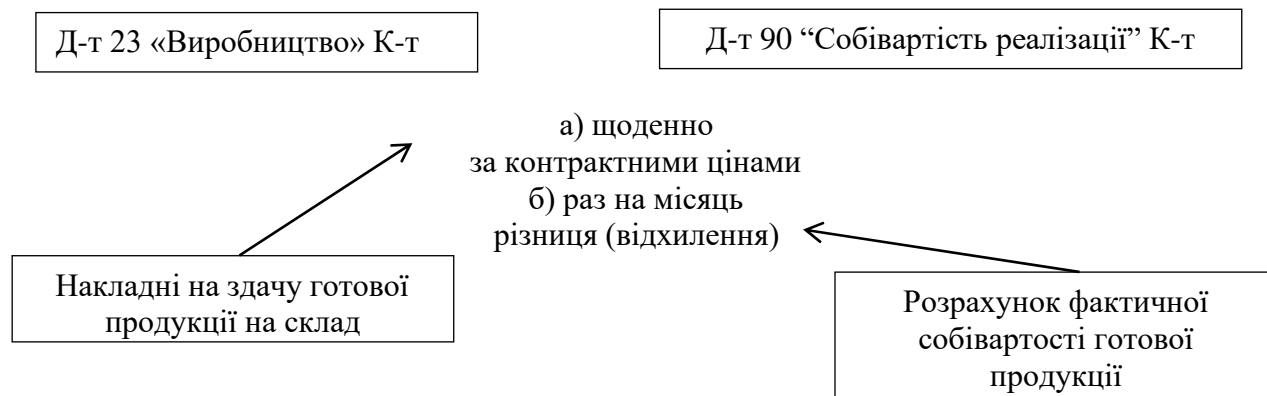 Д-т 23 «Виробництво» К-т
Д-т 90 “Собівартість реалізації” К-т
а) щоденно
за контрактними цінами
б) раз на місяць
різниця (відхилення)
Накладні на здачу готової
продукції на склад
Розрахунок фактичної
собівартості готової
продукції